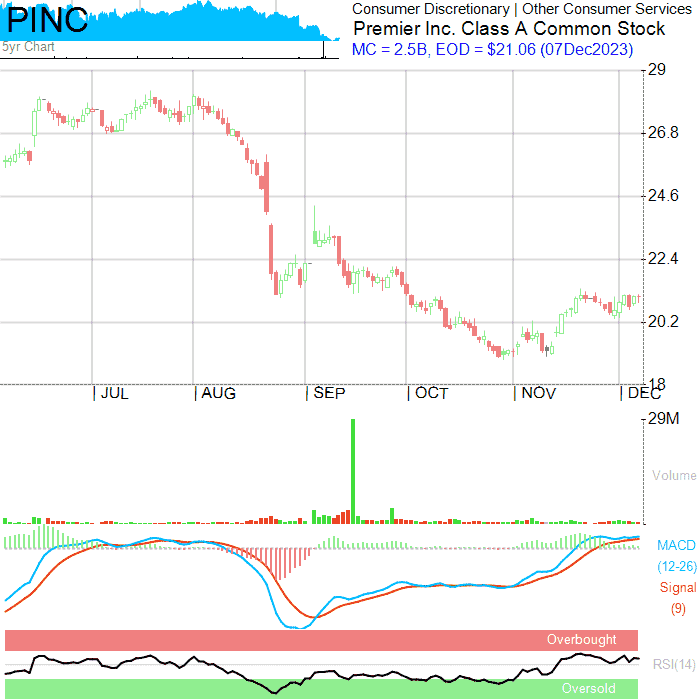 PINC
5yr Chart
Consumer Discretionary | Other Consumer Services
Premier Inc. Class A Common Stock
MC = 2.5B, EOD = $21.06 (07Dec2023)
29
26.8
24.6
22.4
20.2
18
| JUL | AUG | SEP | OCT | NOV | DEC
29M
Volume
MACD
(12-26)
Signal
(9)
Overbought
RSI(14)
Oversold